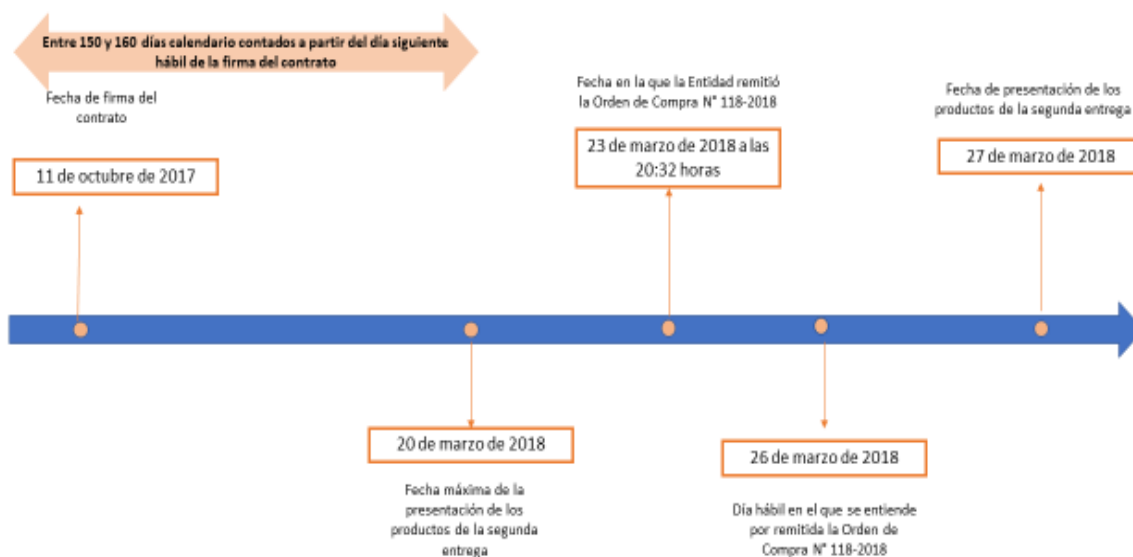 Entre 150 y 160 días calendario contados a partir del día siguiente
hábil de la firma del contrato
Fecha de firma del
contrato
11 de octubre de 2017
Fecha en la que la Entidad remitió
la Orden de Compra N° 118-2018
23 de marzo de 2018 a las
20:32 horas
Fecha de presentación de los
productos de la segunda entrega
27 de marzo de 2018
20 de marzo de 2018
Fecha máxima de la
presentación de los
productos de la segunda
entrega
26 de marzo de 2018
Día hábil en el que se entiende
por remitida la Orden de
Compra N° 118-2018